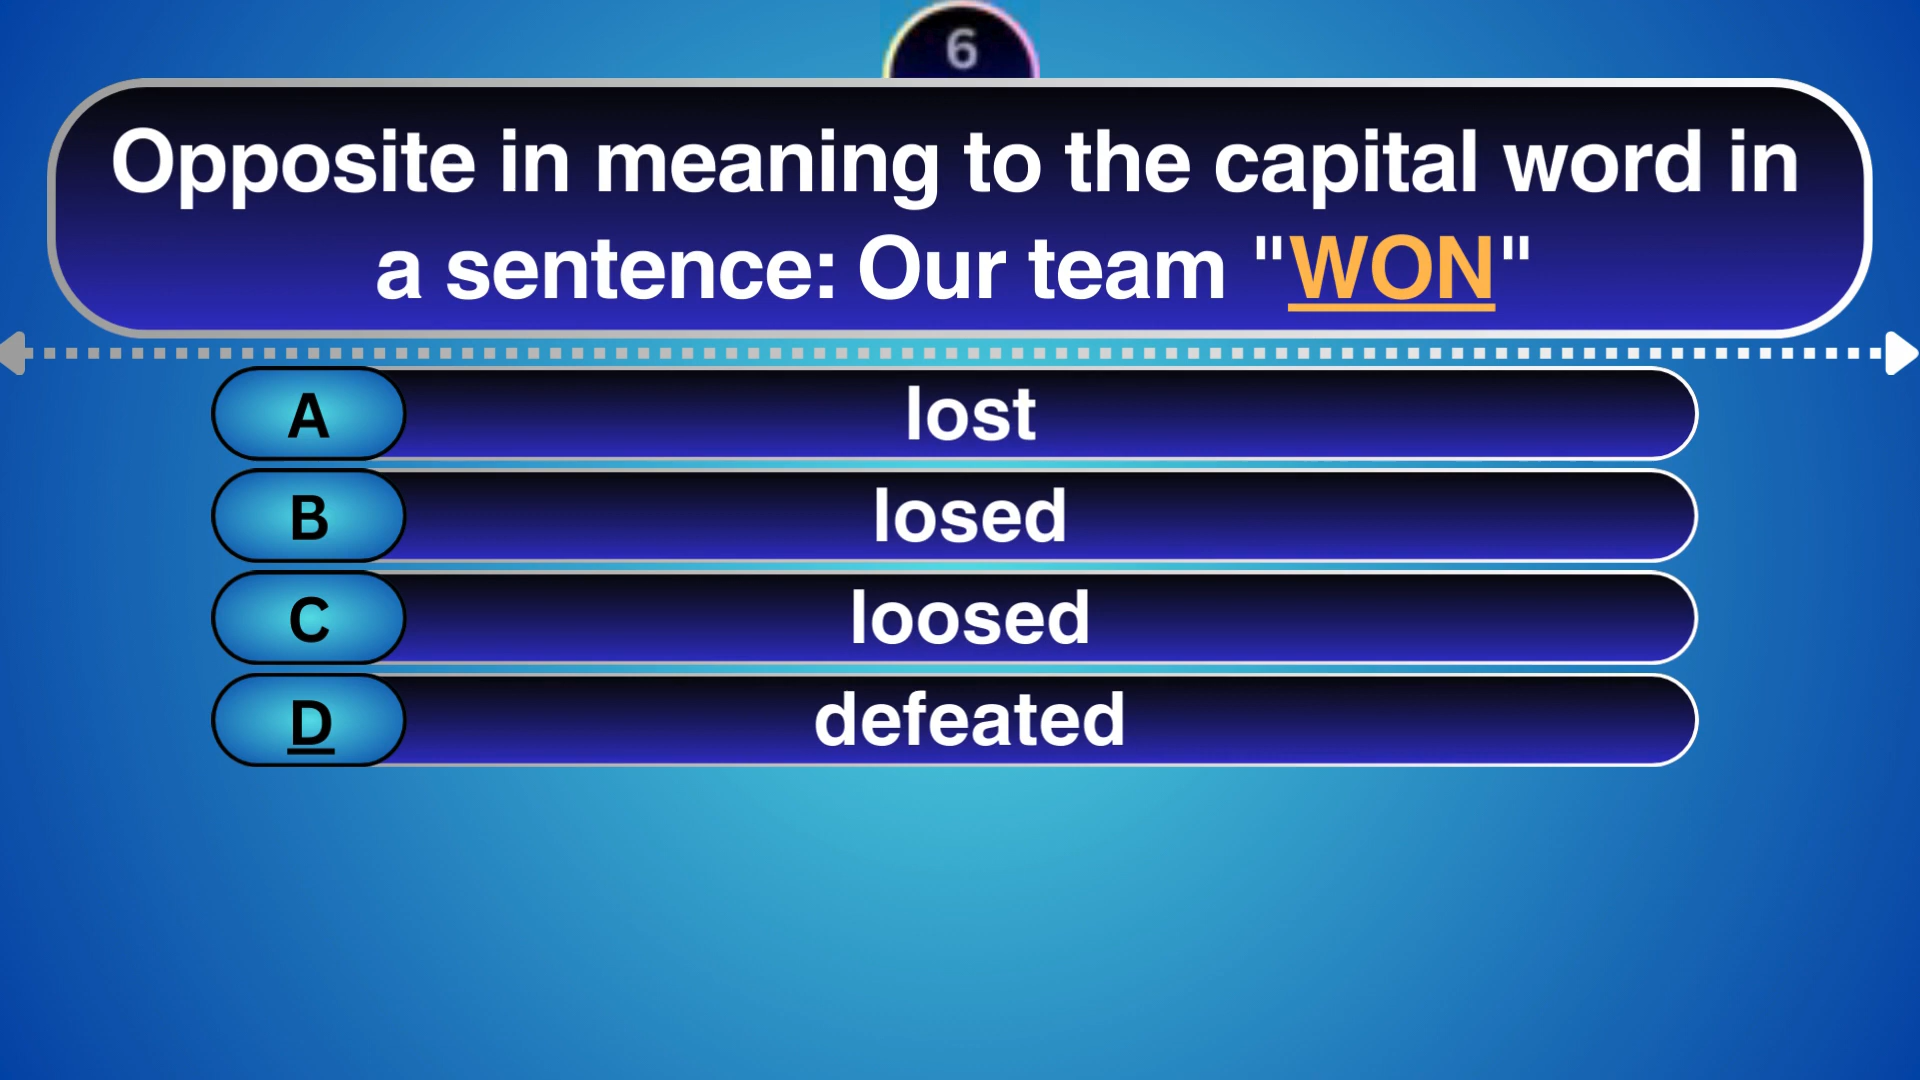 6
Opposite in meaning to the capital word in
a sentence: Our team "WON"
A lost
B losed
C loosed
D defeated